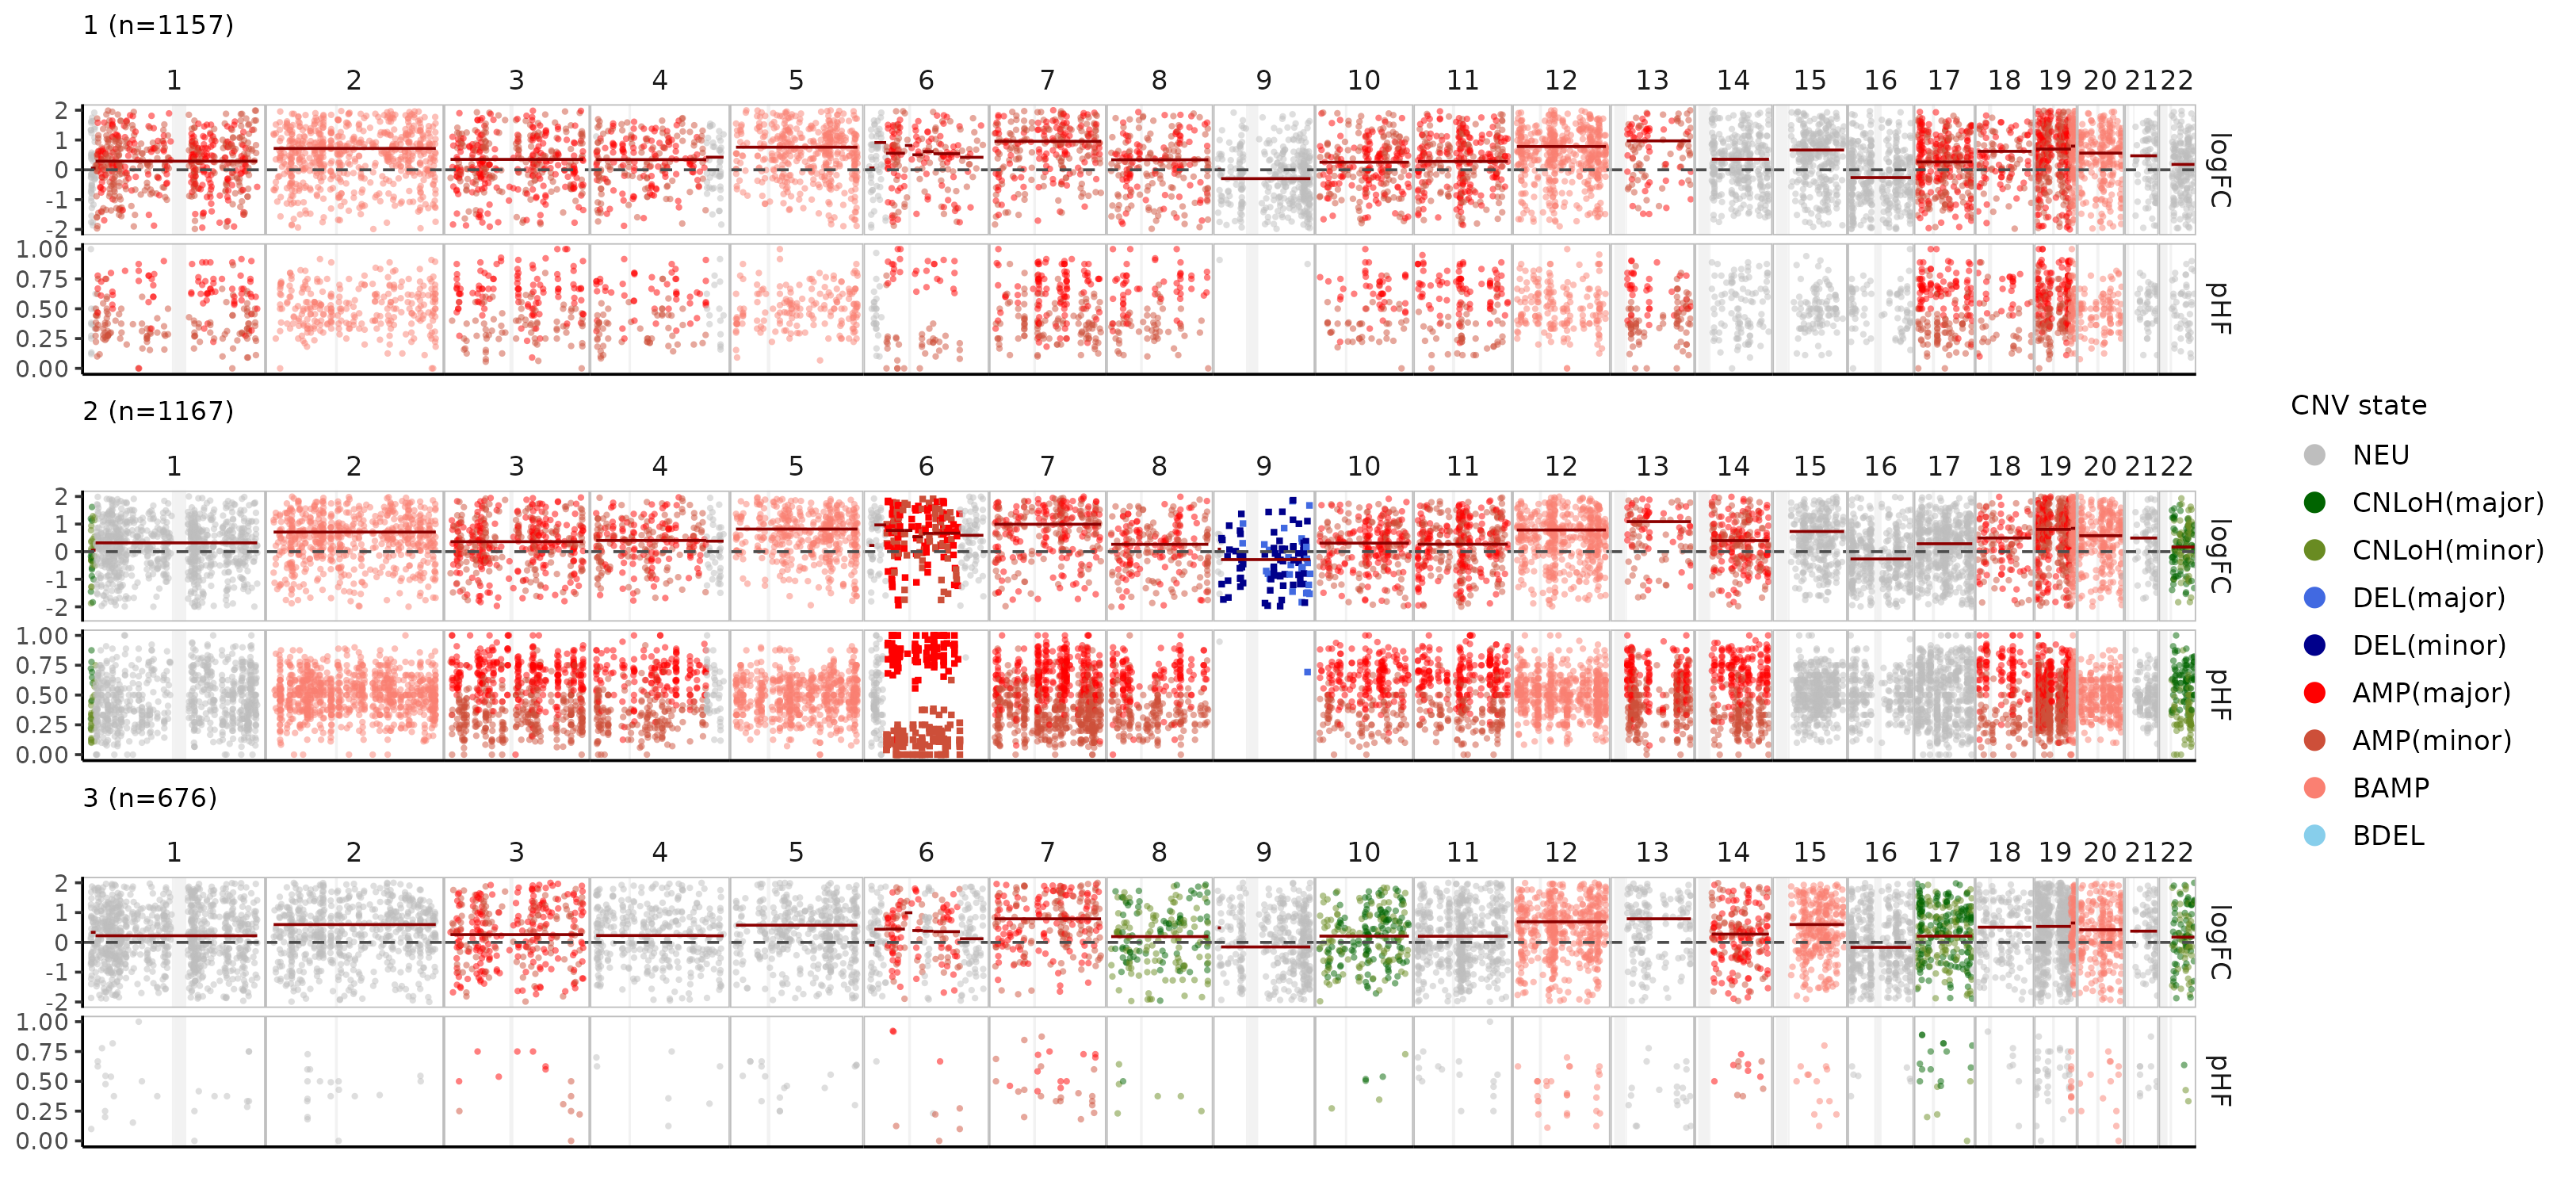 1 (n=1157)
1 2 3 4 5 6 7 8 9 10 11 12 13 14 15 16 17 18 19 20 21 22
2
1
0
-1
-2
logFC
1.00
0.75
0.50
0.25
0.00
pHF
2 (n=1167)
1 2 3 4 5 6 7 8 9 10 11 12 13 14 15 16 17 18 19 20 21 22
2
1
0
-1
-2
logFC
1.00
0.75
0.50
0.25
0.00
pHF
3 (n=676)
1 2 3 4 5 6 7 8 9 10 11 12 13 14 15 16 17 18 19 20 21 22
2
1
0
-1
-2
logFC
1.00
0.75
0.50
0.25
0.00
pHF
CNV state
NEU
CNLoH(major)
CNLoH(minor)
DEL(major)
DEL(minor)
AMP(major)
AMP(minor)
BAMP
BDEL